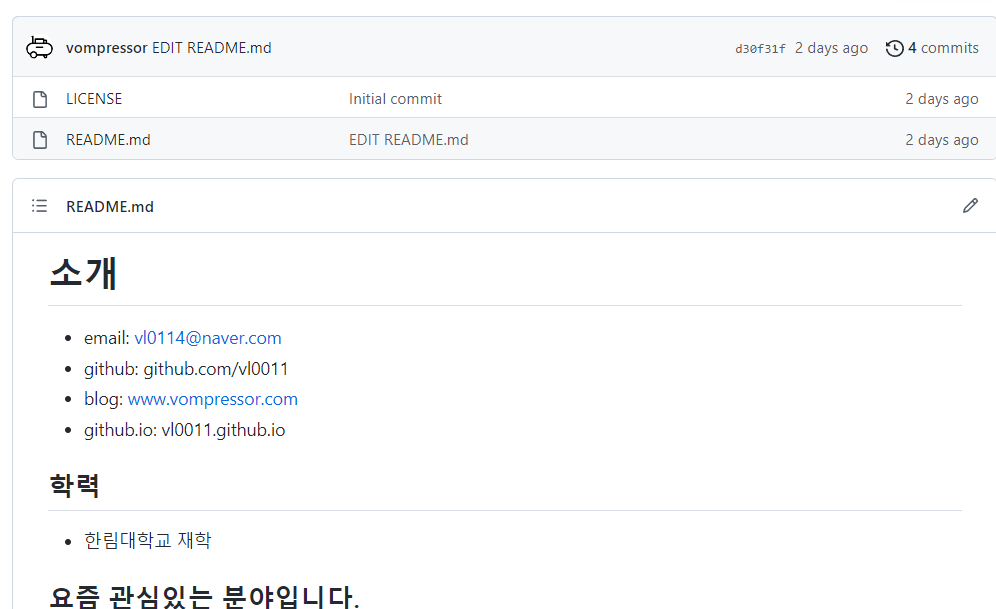 vompressor EDIT README.md d30f31f 2 days ago 4 commits
LICENSE Initial commit 2 days ago
README.md EDIT README.md 2 days ago
README.md
소개
email: vl0114@naver.com
github: github.com/vl0011
blog: www.vompressor.com
github.io: vl0011.github.io
학력
한림대학교 재학
요즘 관심있는 분야입니다.